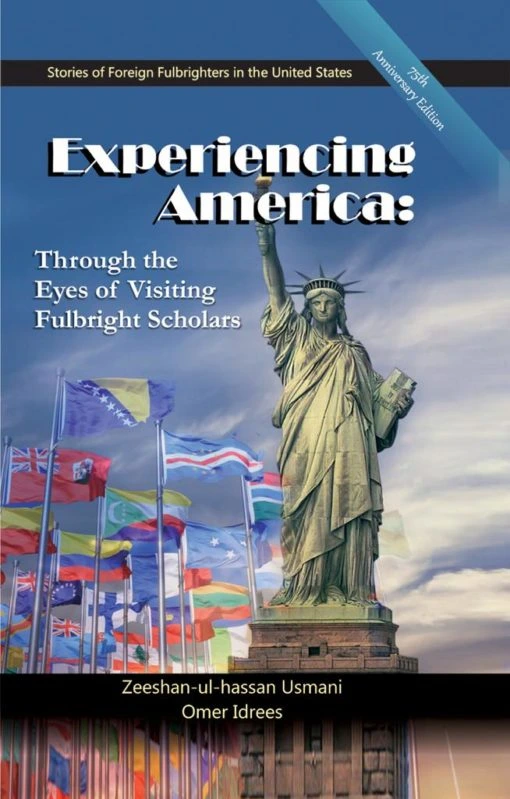 Stories of Foreign Fulbrighters in the United States
75th
Anniversary Edition
Experiencing
America:
Through the
Eyes of Visiting
Fulbright Scholars
Zeeshan-ul-hassan Usmani
Omer Idrees